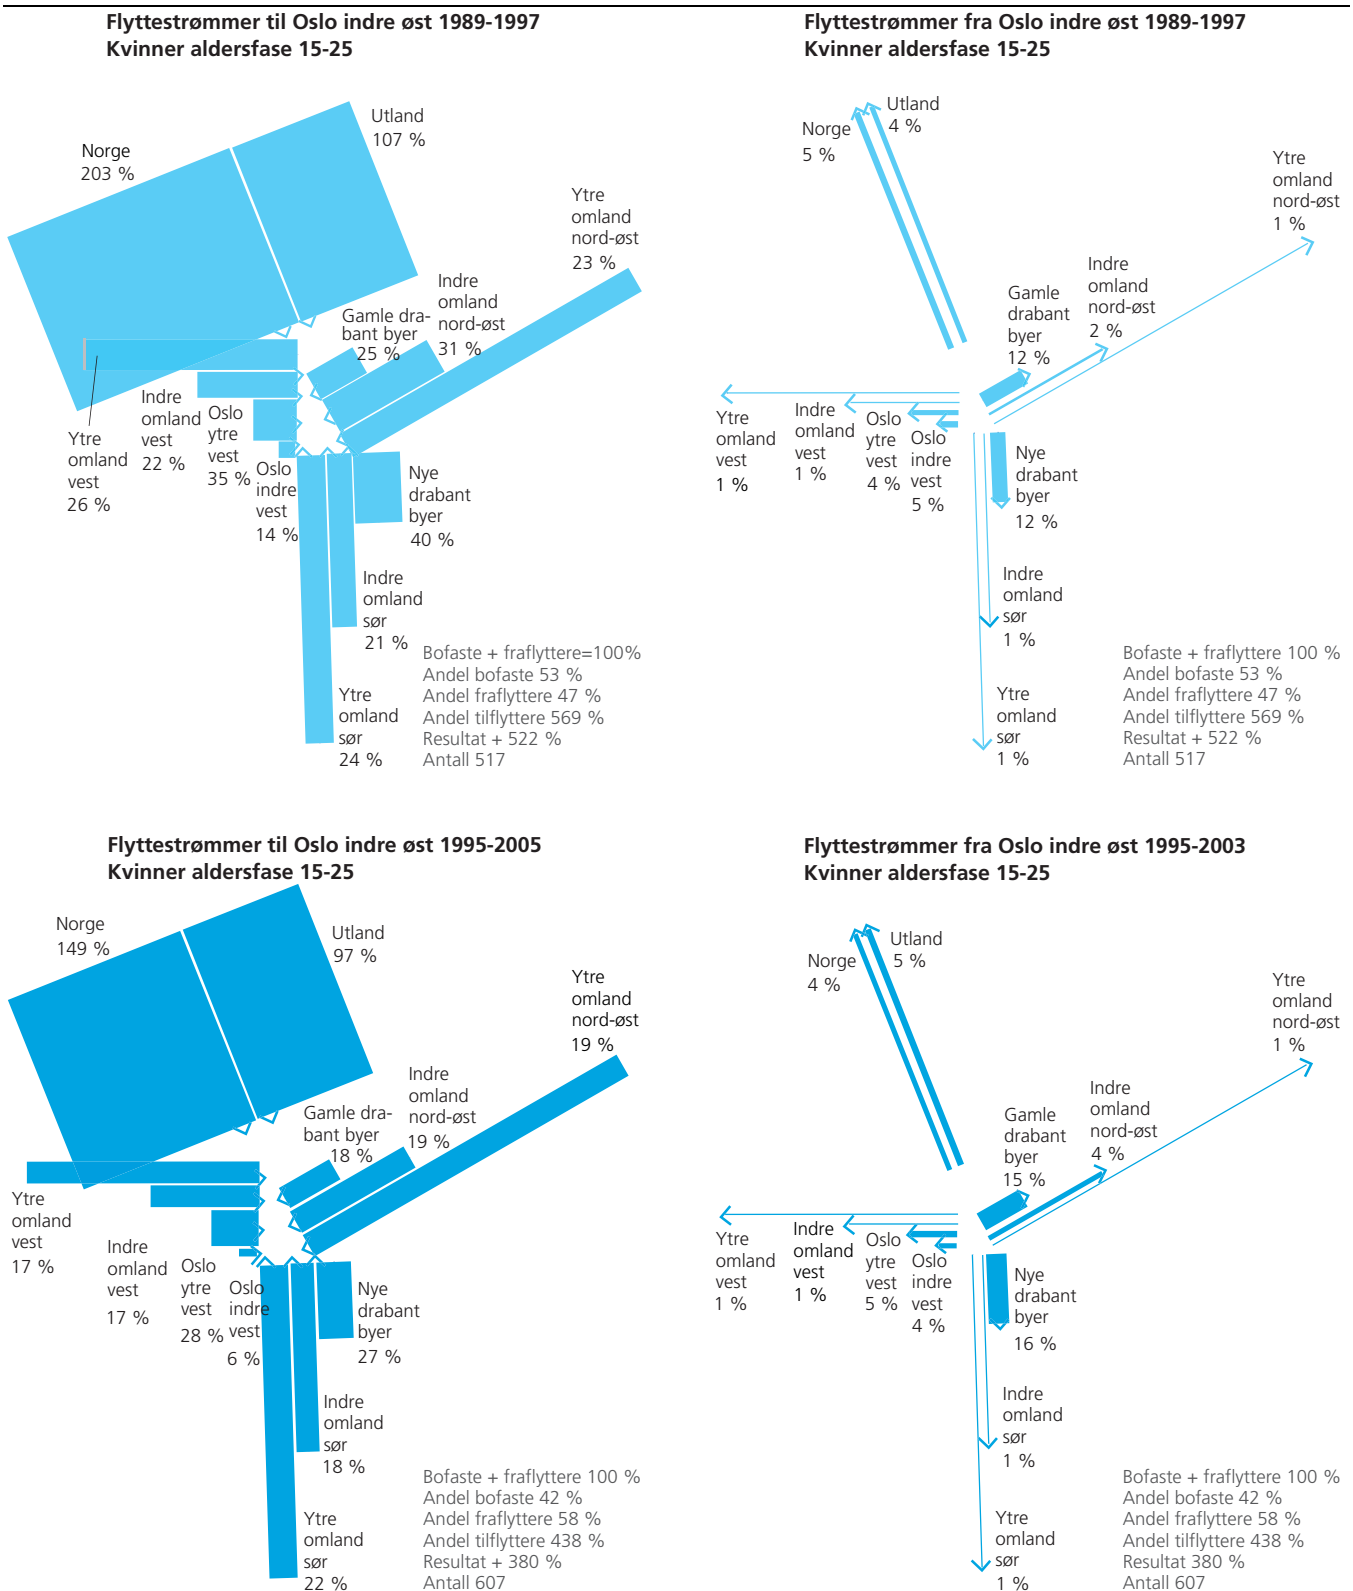 Flyttestrømmer til Oslo indre øst 1989-1997
Kvinner aldersfase 15-25
Norge
203 %
Utland
107 %
Ytre
omland
nord-øst
23 %
Indre
omland
nord-øst
31 %
Gamle dra-
bant byer
25 %
Ytre
omland
vest
26 %
Indre
omland
vest
22 %
Oslo
ytre
vest
35 %
Oslo
indre
vest
14 %
Nye
drabant
byer
40 %
Indre
omland
sør
21 %
Ytre
omland
sør
24 %
Bofaste + fraflyttere=100%
Andel bofaste 53 %
Andel fraflyttere 47 %
Andel tilflyttere 569 %
Resultat + 522 %
Antall 517
Flyttestrømmer fra Oslo indre øst 1989-1997
Kvinner aldersfase 15-25
Norge
5 %
Utland
4 %
Ytre
omland
nord-øst
1 %
Indre
omland
nord-øst
2 %
Gamle
drabant
byer
12 %
Ytre
omland
vest
1 %
Indre
omland
vest
1 %
Oslo
ytre
vest
4 %
Oslo
indre
vest
5 %
Nye
drabant
byer
12 %
Indre
omland
sør
1 %
Ytre
omland
sør
1 %
Bofaste + fraflyttere 100 %
Andel bofaste 53 %
Andel fraflyttere 47 %
Andel tilflyttere 569 %
Resultat + 522 %
Antall 517
Flyttestrømmer til Oslo indre øst 1995-2005
Kvinner aldersfase 15-25
Norge
149 %
Utland
97 %
Ytre
omland
nord-øst
19 %
Indre
omland
nord-øst
19 %
Gamle dra-
bant byer
18 %
Ytre
omland
vest
17 %
Indre
omland
vest
17 %
Oslo
ytre
vest
28 %
Oslo
indre
vest
6 %
Nye
drabant
byer
27 %
Indre
omland
sør
18 %
Ytre
omland
sør
22 %
Bofaste + fraflyttere 100 %
Andel bofaste 42 %
Andel fraflyttere 58 %
Andel tilflyttere 438 %
Resultat + 380 %
Antall 607
Flyttestrømmer fra Oslo indre øst 1995-2003
Kvinner aldersfase 15-25
Norge
4 %
Utland
5 %
Ytre
omland
nord-øst
1 %
Indre
omland
nord-øst
4 %
Gamle
drabant
byer
15 %
Ytre
omland
vest
1 %
Indre
omland
vest
1 %
Oslo
ytre
vest
5 %
Oslo
indre
vest
4 %
Nye
drabant
byer
16 %
Indre
omland
sør
1 %
Ytre
omland
sør
1 %
Bofaste + fraflyttere 100 %
Andel bofaste 42 %
Andel fraflyttere 58 %
Andel tilflyttere 438 %
Resultat 380 %
Antall 607